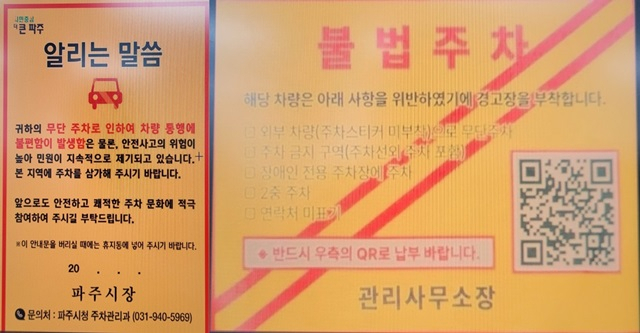 시민중심
더 큰 파주
알리는 말씀
귀하의 무단 주차로 인하여 차량 통행에
불편함이 발생함은 물론, 안전사고의 위험이
높아 민원이 지속적으로 제기되고 있습니다.
본 지역에 주차를 삼가해 주시기 바랍니다.
앞으로도 안전하고 쾌적한 주차 문화에 적극
참여하여 주시길 부탁드립니다.
※이 안내문을 버리실 때에는 휴지통에 넣어 주시기 바랍니다.
20 . . .
파주시장
문의처 : 파주시청 주차관리과 (031-940-5969)
불법주차
해당 차량은 아래 사항을 위반하였기에 경고장을 부착합니다.
□ 외부 차량(주차스티커 미부착)으로 무단주차
□ 주차 금지 구역(주차선외 주차 포함)
□ 장애인 전용 주차장에 주차
□ 2중 주차
□ 연락처 미표기
※ 반드시 우측의 QR로 납부 바랍니다.
관리사무소장